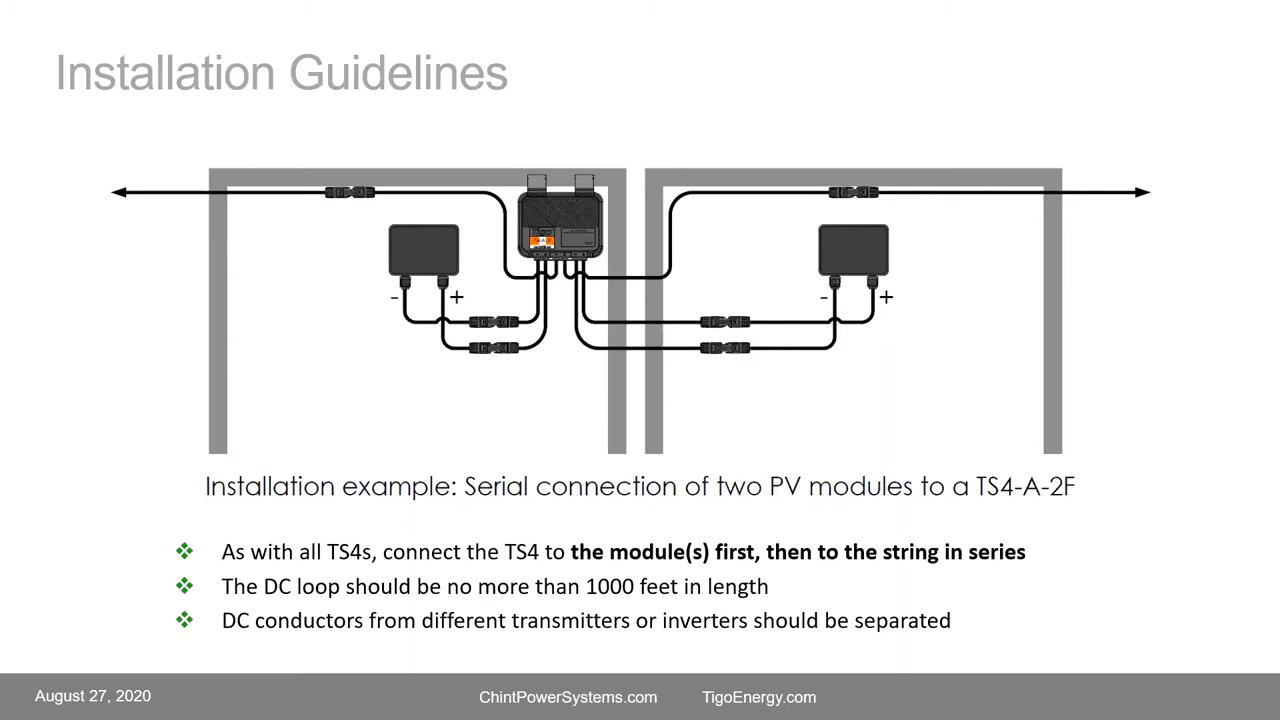 Installation Guidelines
- +
- +
Installation example: Serial connection of two PV modules to a TS4-A-2F
As with all TS4s, connect the TS4 to the module(s) first, then to the string in series
The DC loop should be no more than 1000 feet in length
DC conductors from different transmitters or inverters should be separated
August 27, 2020
ChintPowerSystems.com
TigoEnergy.com